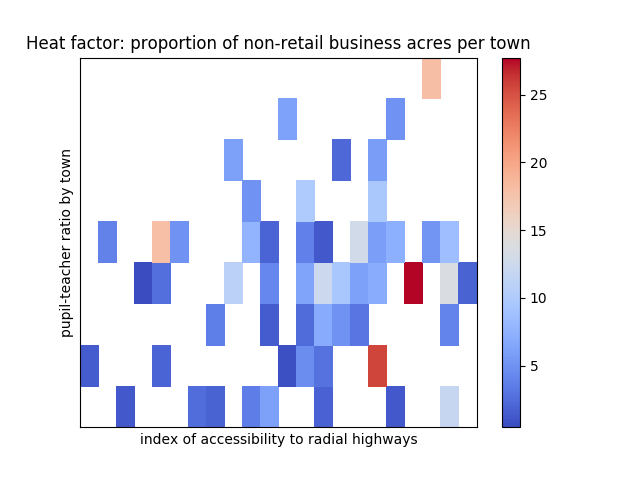 Heat factor: proportion of non-retail business acres per town
pupil-teacher ratio by town
index of accessibility to radial highways
25
20
15
10
5